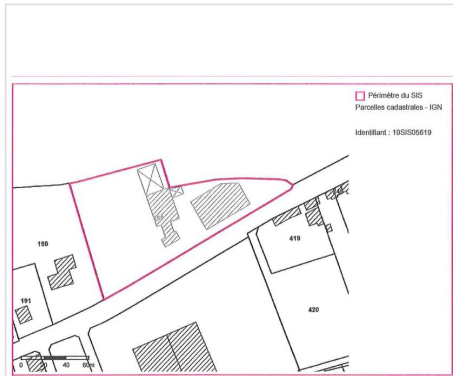 Périmètre du SIS
Parcelles cadastrales - IGN
Identifiant : 19SIS05619
190
419
191
420
0 20 40 60m